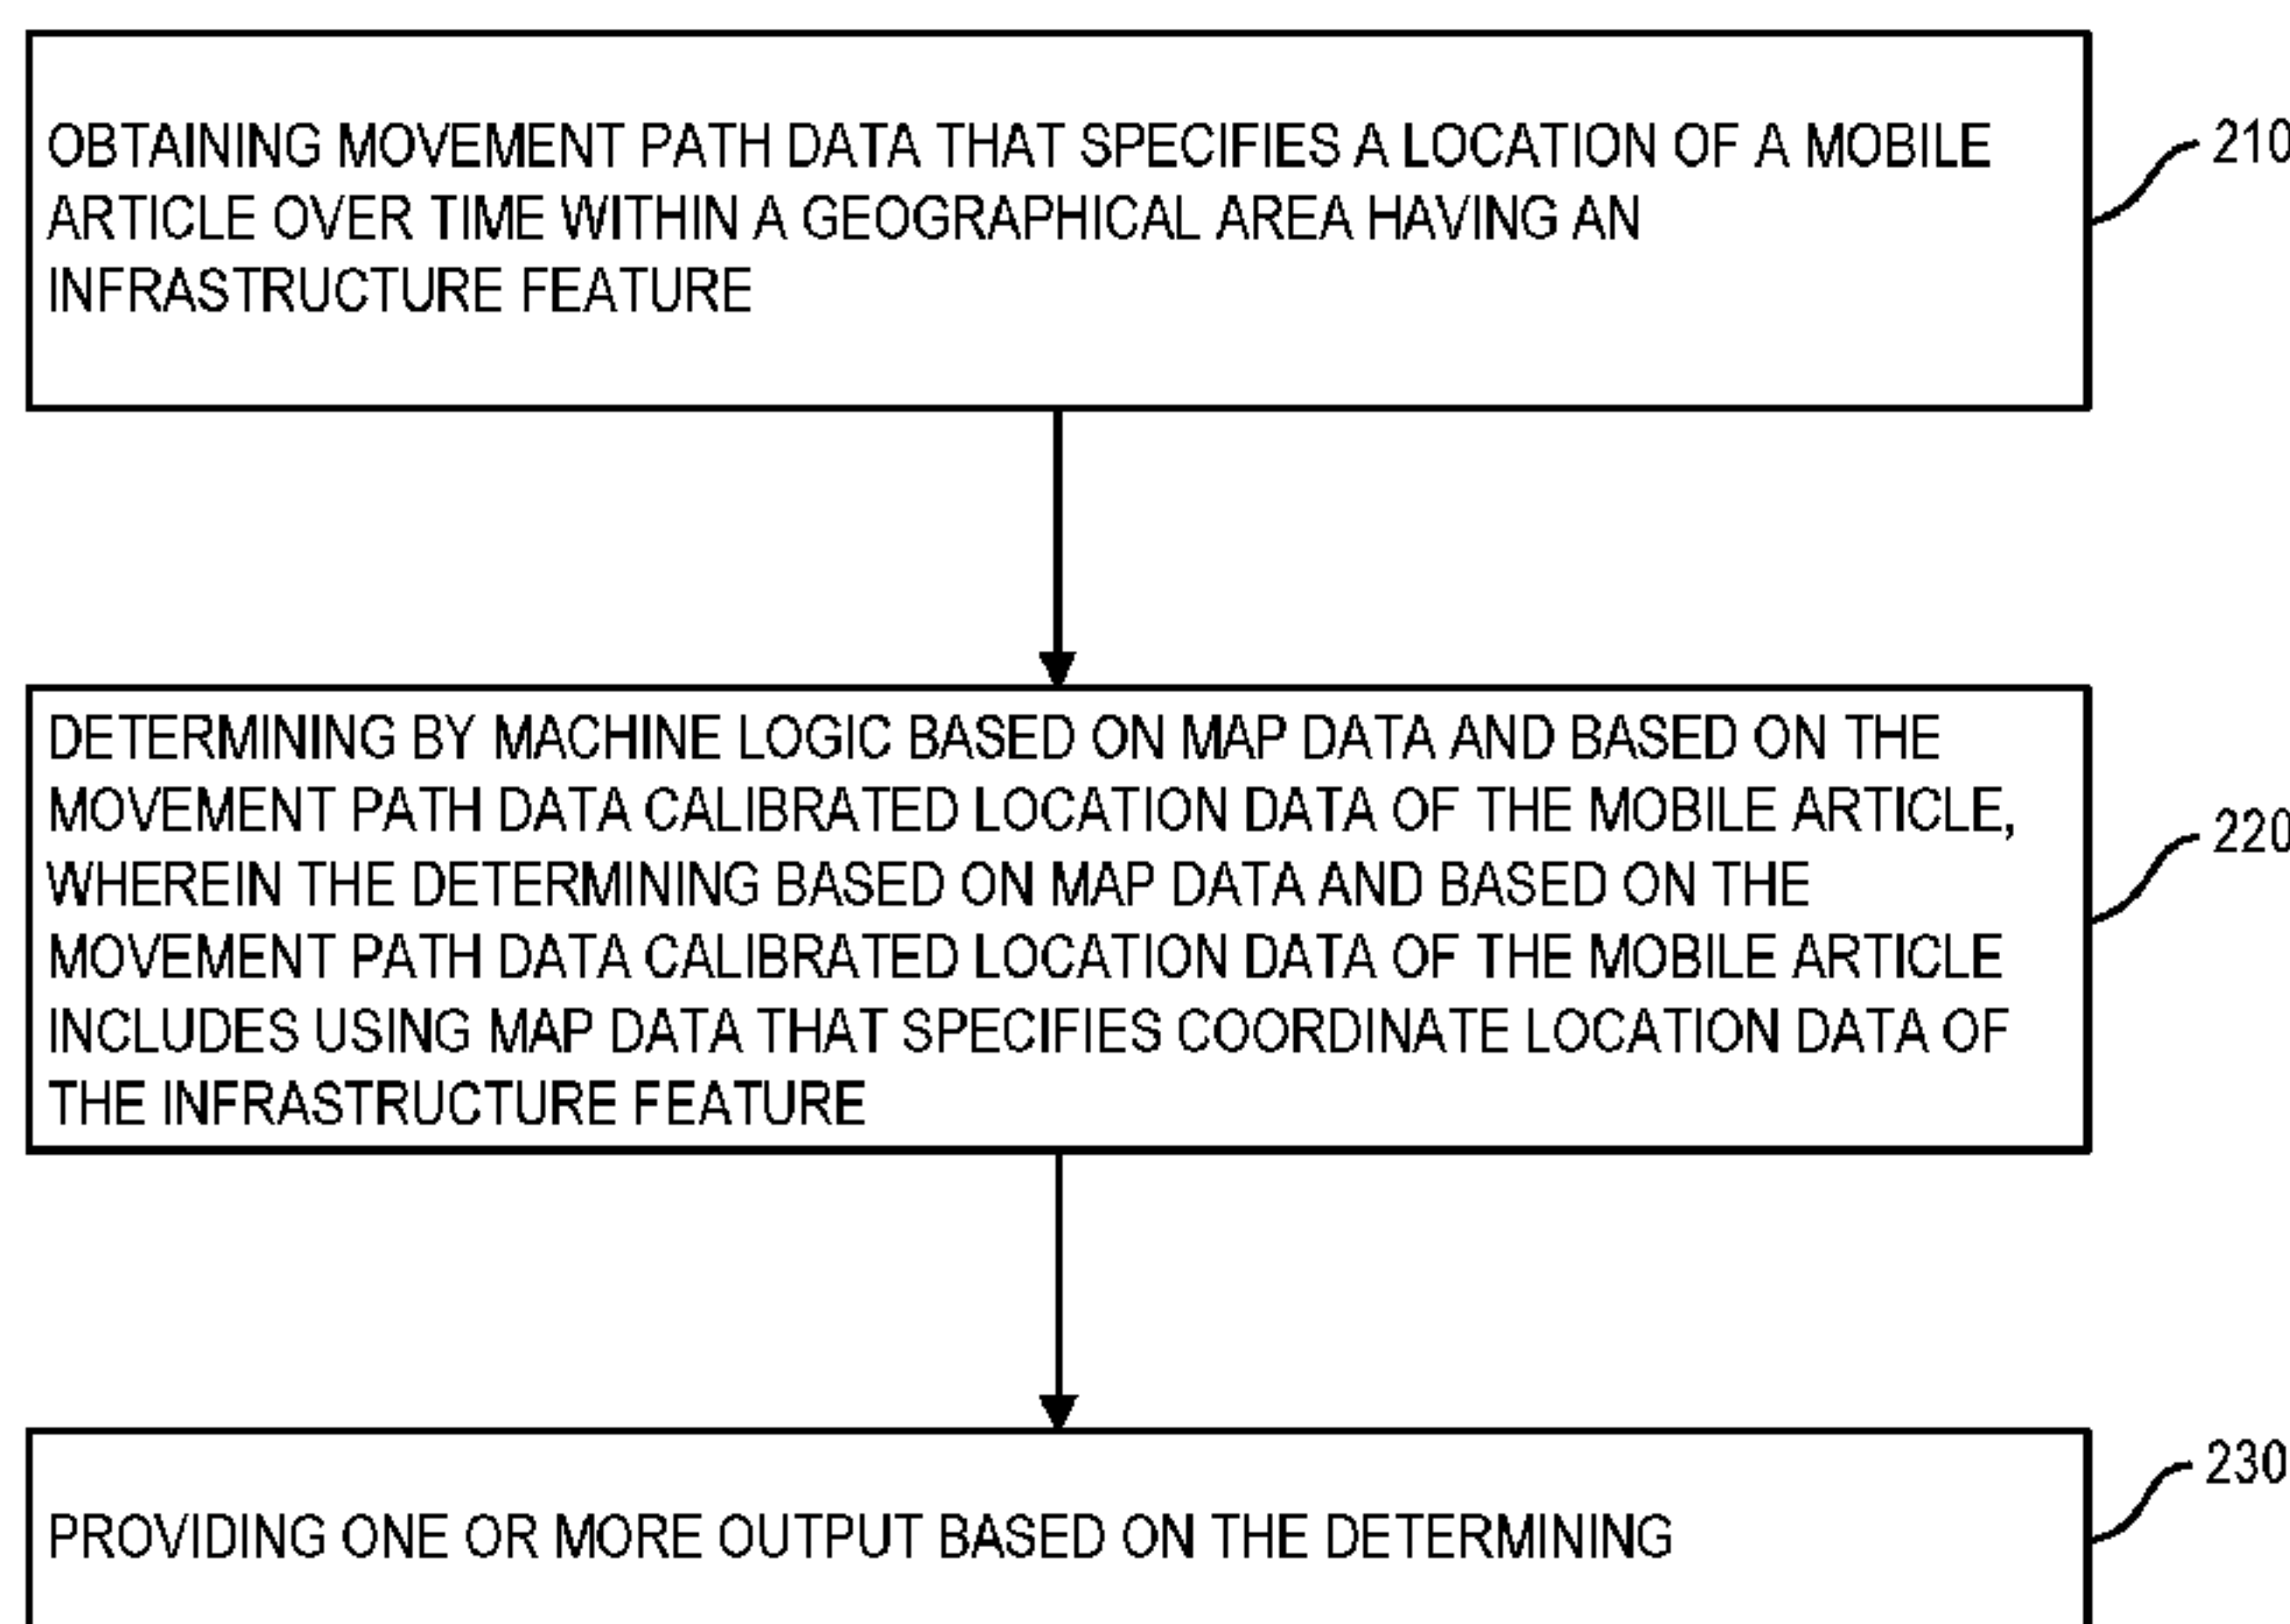 OBTAINING MOVEMENT PATH DATA THAT SPECIFIES A LOCATION OF A MOBILE
ARTICLE OVER TIME WITHIN A GEOGRAPHICAL AREA HAVING AN
INFRASTRUCTURE FEATURE
210
DETERMINING BY MACHINE LOGIC BASED ON MAP DATA AND BASED ON THE
MOVEMENT PATH DATA CALIBRATED LOCATION DATA OF THE MOBILE ARTICLE,
WHEREIN THE DETERMINING BASED ON MAP DATA AND BASED ON THE
MOVEMENT PATH DATA CALIBRATED LOCATION DATA OF THE MOBILE ARTICLE
INCLUDES USING MAP DATA THAT SPECIFIES COORDINATE LOCATION DATA OF
THE INFRASTRUCTURE FEATURE
220
PROVIDING ONE OR MORE OUTPUT BASED ON THE DETERMINING
230